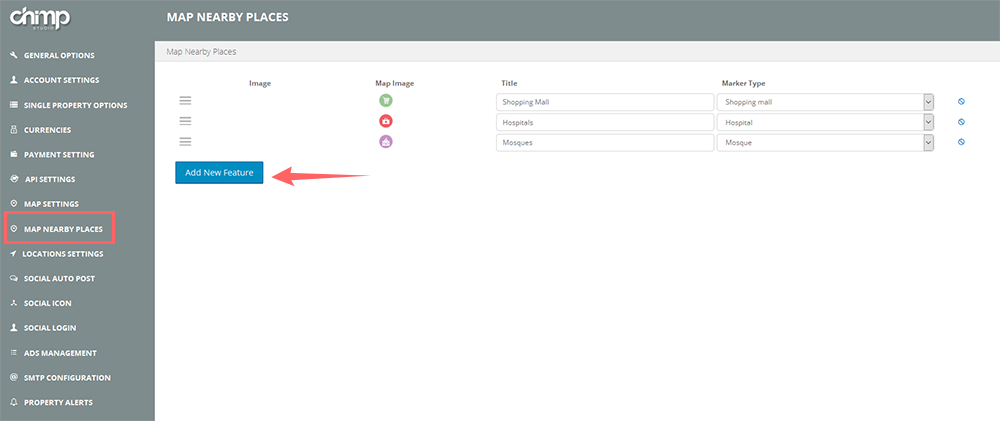 chimp
STUDIO
MAP NEARBY PLACES
Map Nearby Places
GENERAL OPTIONS
ACCOUNT SETTINGS
SINGLE PROPERTY OPTIONS
CURRENCIES
PAYMENT SETTING
API SETTINGS
MAP SETTINGS
MAP NEARBY PLACES
LOCATIONS SETTINGS
SOCIAL AUTO POST
SOCIAL ICON
SOCIAL LOGIN
ADS MANAGEMENT
SMTP CONFIGURATION
PROPERTY ALERTS
Image Map Image Title Marker Type
Shopping Mall Shopping mall
Hospitals Hospital
Mosques Mosque
Add New Feature